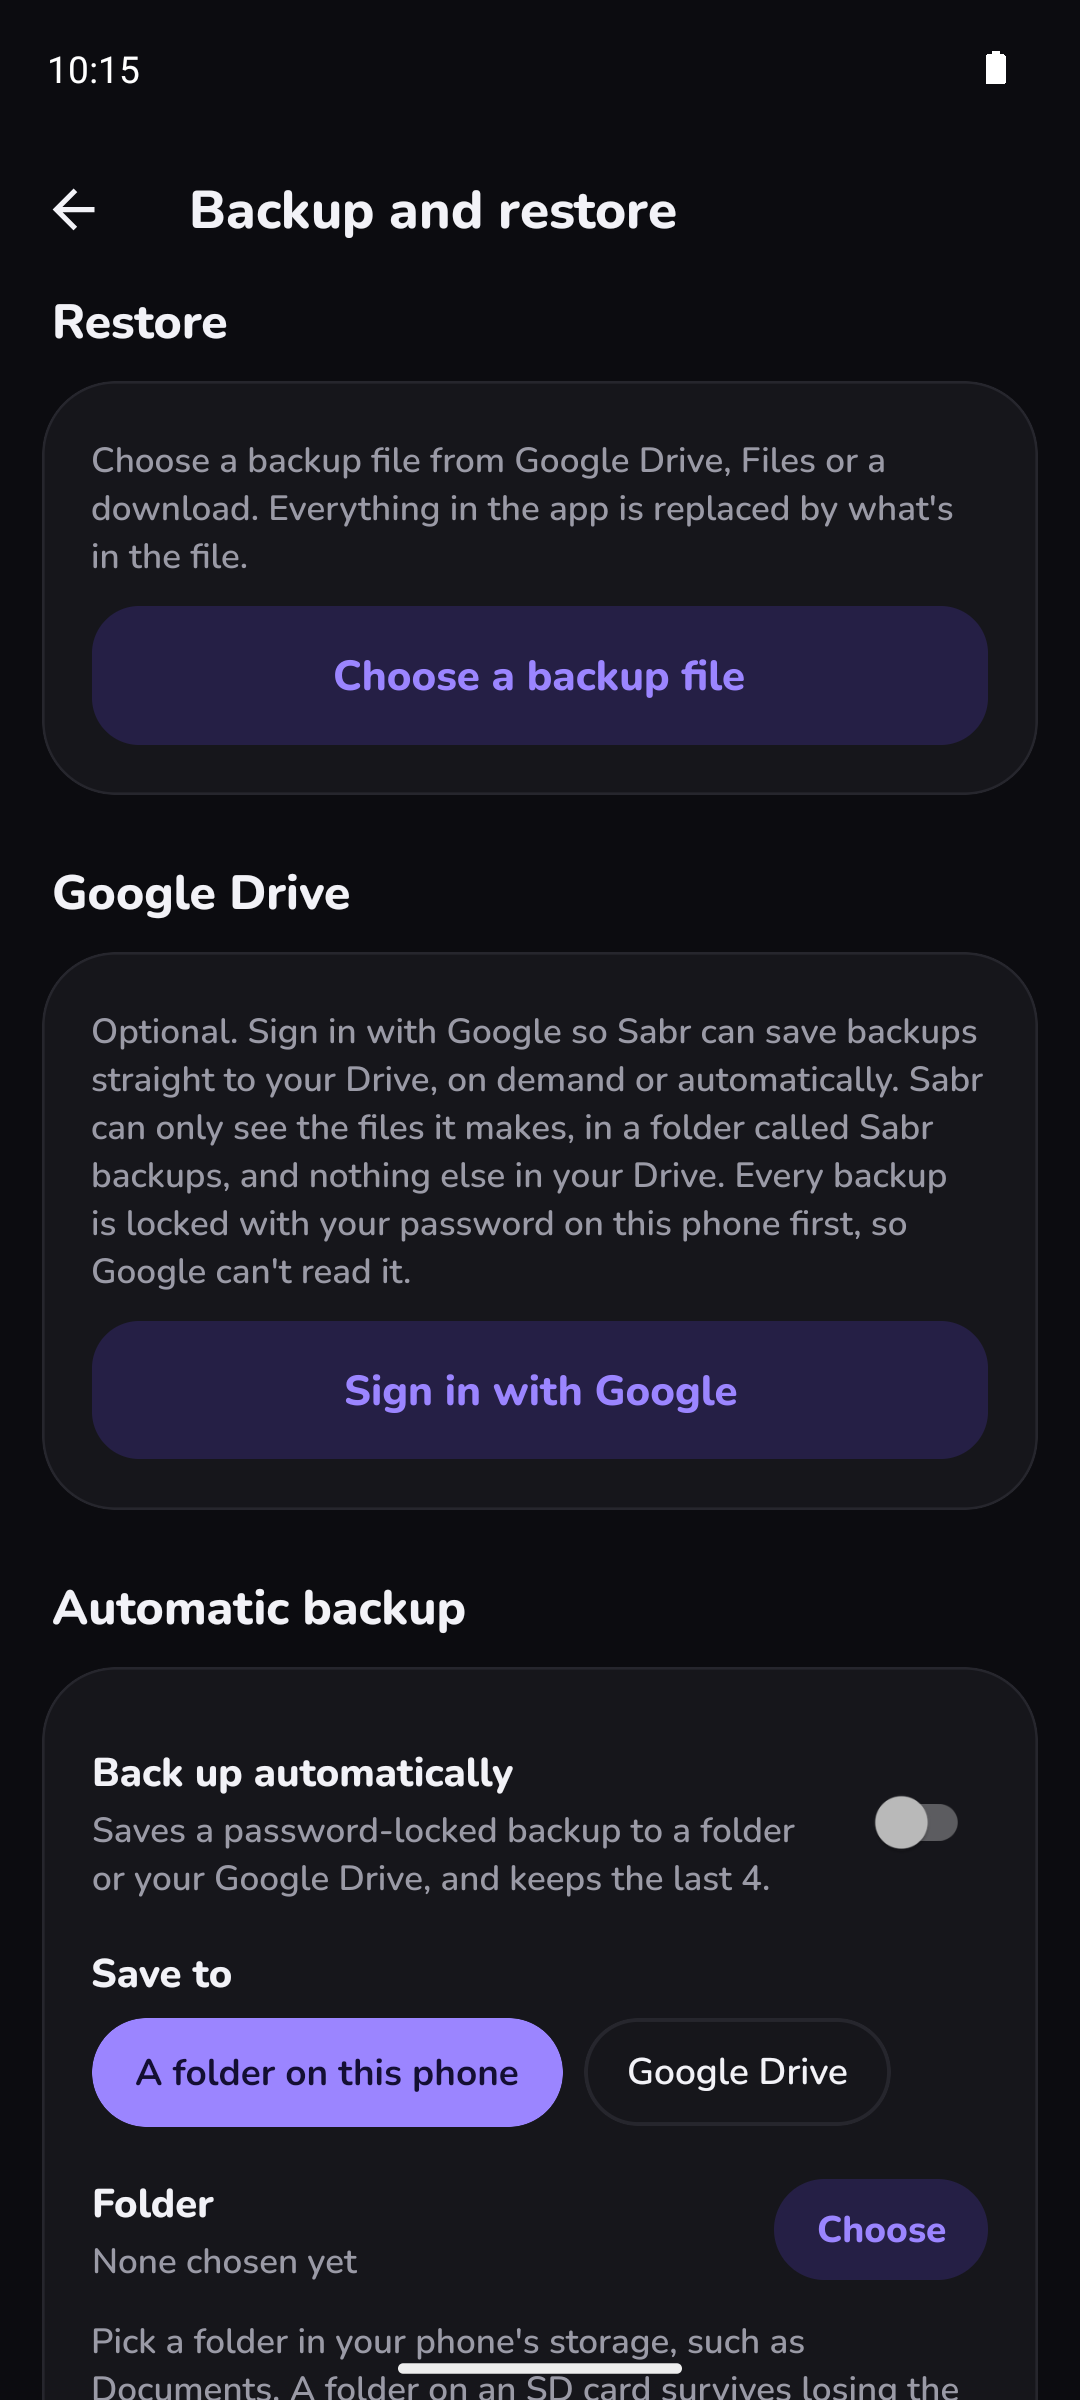 10:15
Backup and restore
Restore
Choose a backup file from Google Drive, Files or a
download. Everything in the app is replaced by what's
in the file.
Choose a backup file
Google Drive
Optional. Sign in with Google so Sabr can save backups
straight to your Drive, on demand or automatically. Sabr
can only see the files it makes, in a folder called Sabr
backups, and nothing else in your Drive. Every backup
is locked with your password on this phone first, so
Google can't read it.
Sign in with Google
Automatic backup
Back up automatically
Saves a password-locked backup to a folder
or your Google Drive, and keeps the last 4.
Save to
A folder on this phone
Google Drive
Folder
None chosen yet
Choose
Pick a folder in your phone's storage, such as
Documents. A folder on an SD card survives losing the